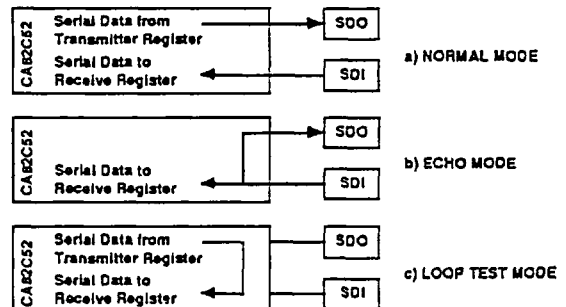 CA82C52
Serial Data from
Transmitter Register
Serial Data to
Receive Register
SDO
SDI
a) NORMAL MODE
CA82C52
Serial Data to
Receive Register
SDO
SDI
b) ECHO MODE
CA82C52
Serial Data from
Transmitter Register
Serial Data to
Receive Register
SDO
SDI
c) LOOP TEST MODE